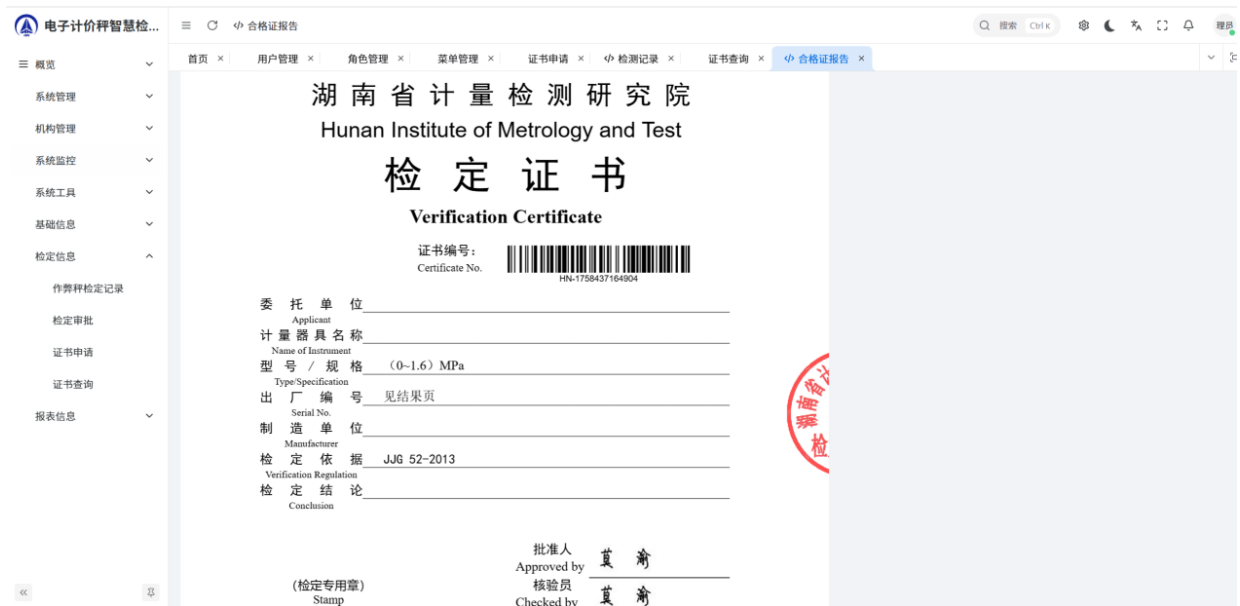 电子计价秤智慧检...
合格证报告
搜索 Ctrl K
理员
概览
首页 ×
用户管理 ×
角色管理 ×
菜单管理 ×
证书申请 ×
检测记录 ×
证书查询 ×
合格证报告 ×
系统管理
机构管理
系统监控
系统工具
基础信息
检定信息
作弊秤检定记录
检定审批
证书申请
证书查询
报表信息
湖南省计量检测研究院
Hunan Institute of Metrology and Test
检定证书
Verification Certificate
证书编号：
Certificate No.
HN-1758437164904
委托单位
Applicant
计量器具名称
Name of Instrument
型号/规格 （0~1.6）MPa
Type/Specification
出厂编号 见结果页
Serial No.
制造单位
Manufacturer
检定依据 JJG 52-2013
Verification Regulation
检定结论
Conclusion
湖南省计
检
批准人
Approved by
莫渝
（检定专用章）
Stamp
核验员
Checked by
莫渝